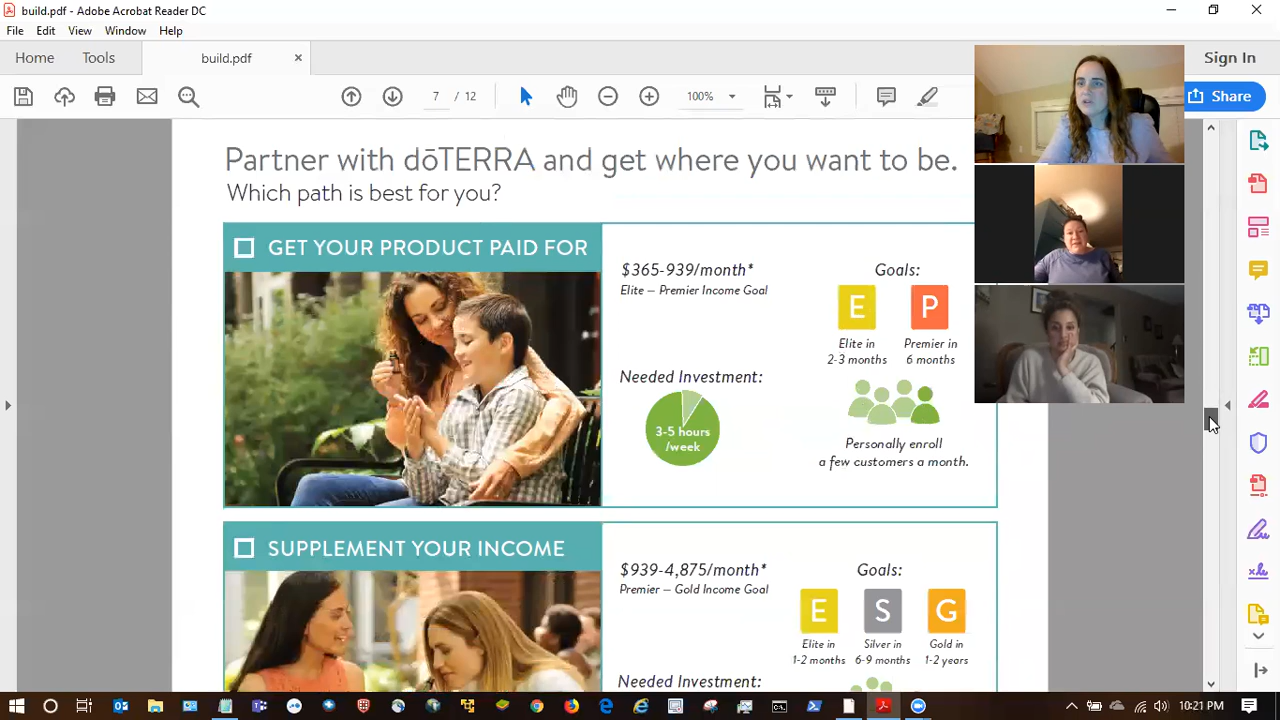 build.pdf - Adobe Acrobat Reader DC
File Edit View Window Help
Home Tools build.pdf × Sign In
7 / 12 100% Share
Partner with dōTERRA and get where you want to be.
Which path is best for you?
GET YOUR PRODUCT PAID FOR
$365-939/month*
Elite – Premier Income Goal
Goals:
E P
Elite in
2-3 months
Premier in
6 months
Needed Investment:
3-5 hours
/week
Personally enroll
a few customers a month.
SUPPLEMENT YOUR INCOME
$939-4,875/month*
Premier – Gold Income Goal
Goals:
E S G
Elite in
1-2 months
Silver in
6-9 months
Gold in
1-2 years
Needed Investment:
10:21 PM